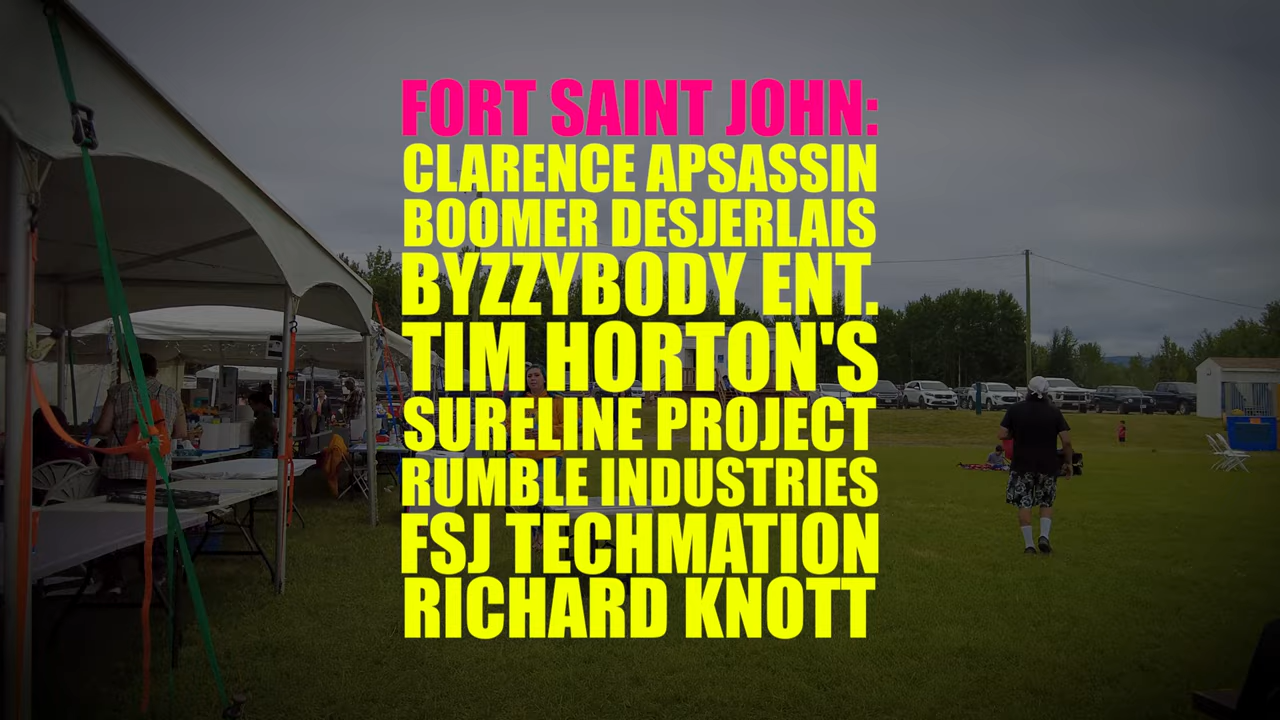 FORT SAINT JOHN:
CLARENCE APSASSIN
BOOMER DESJERLAIS
BYZZYBODY ENT.
TIM HORTON'S
SURELINE PROJECT
RUMBLE INDUSTRIES
FSJ TECHMATION
RICHARD KNOTT